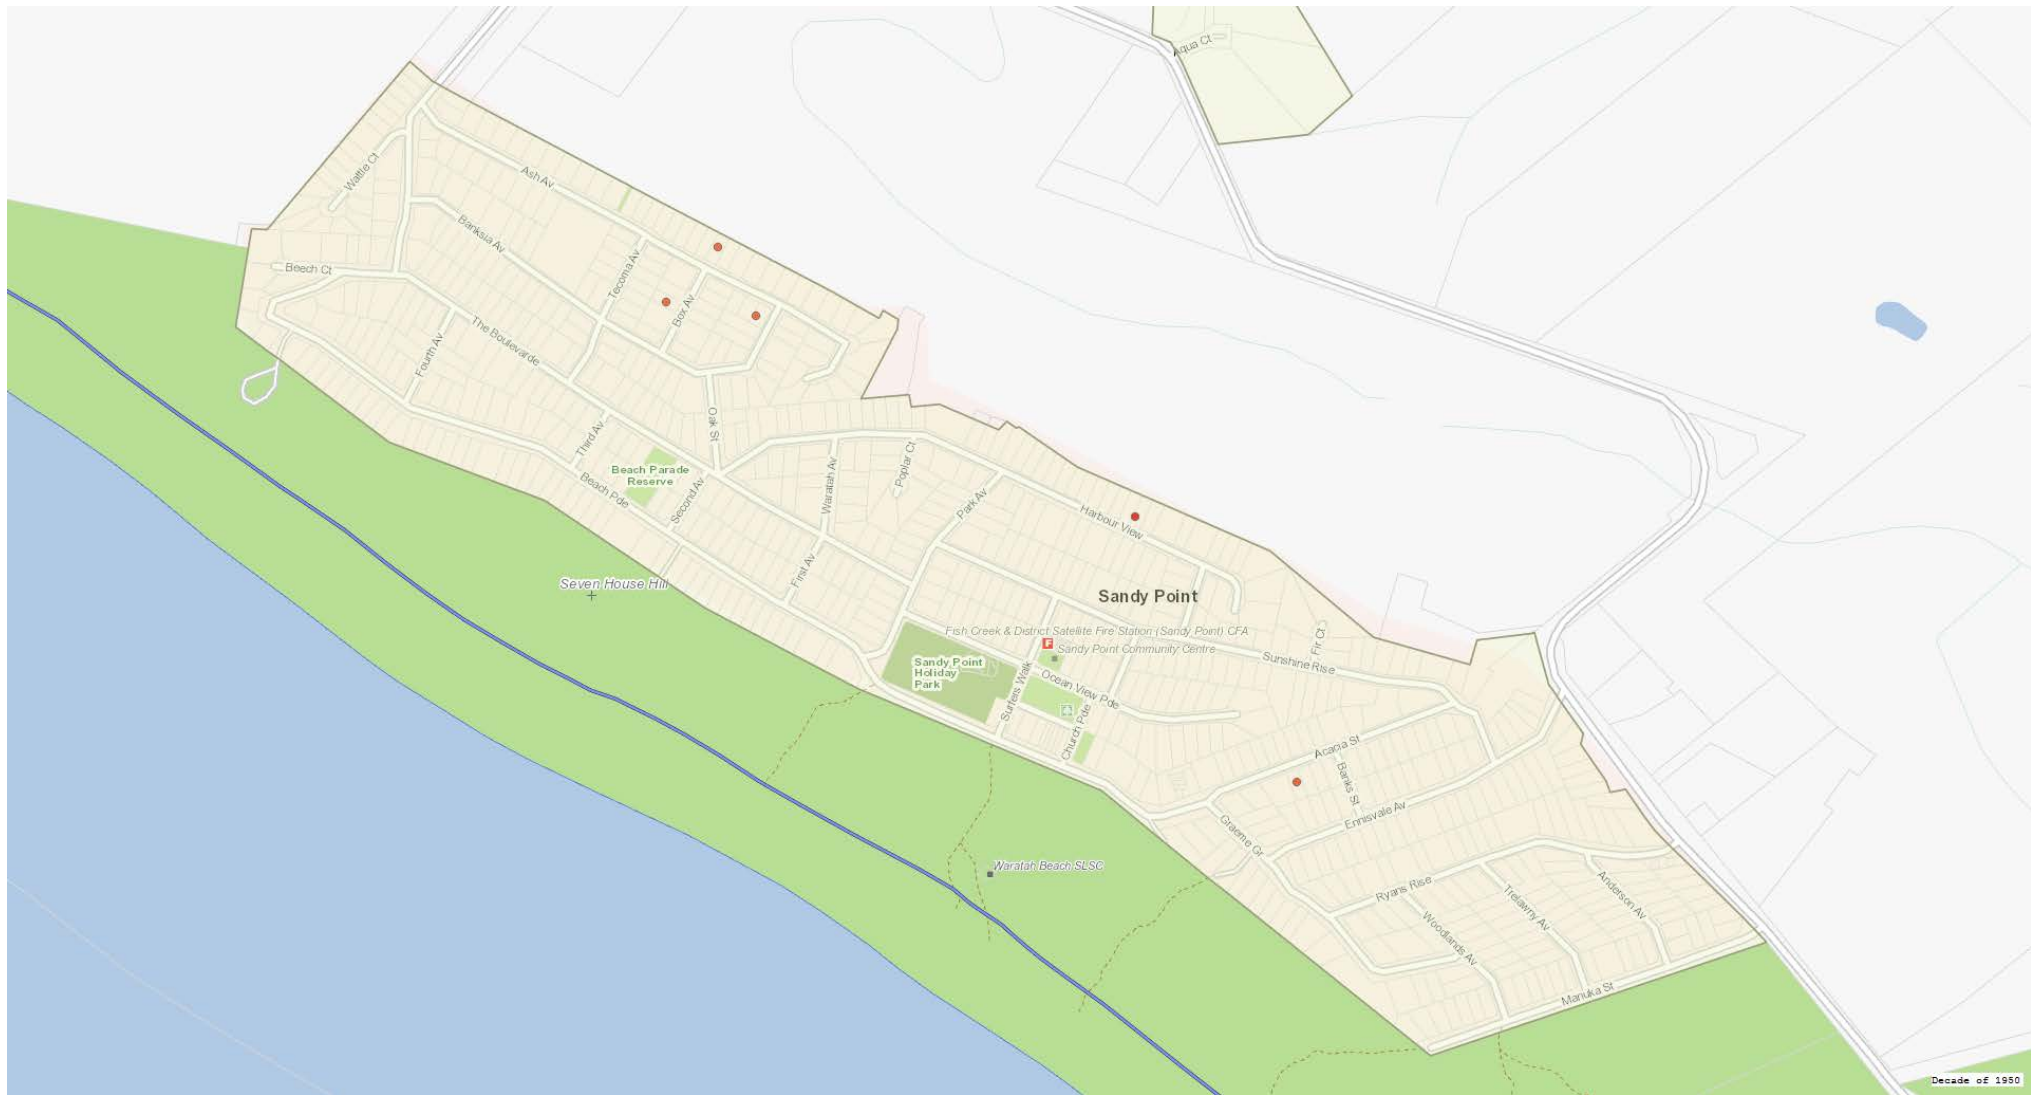 Aqua Ct
Wattle Ct
Ash Av
Banksia Av
Beech Ct
Tecoma Av
Box Av
The Boulevarde
Fourth Av
Oak St
Third Av
Beach Parade
Reserve
Second Av
Beach Pde
Waratah Av
Poplar Ct
Park Av
Harbour View
First Av
Seven House Hill
Sandy Point
Fish Creek & District Satellite Fire Station (Sandy Point) CFA
F
Sandy Point Community Centre
Fir Ct
Sunshine Rise
Sandy Point
Holiday
Park
Surfers Walk
Ocean View Pde
Church Pde
Acacia St
Banks St
Ennisvale Av
Graeme Gr
Waratah Beach SLSC
Ryans Rise
Trelawny Av
Anderson Av
Woodlands Av
Manuka St
Decade of 1950